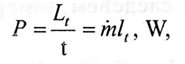 P = L_t / t = ṁl_t, W,